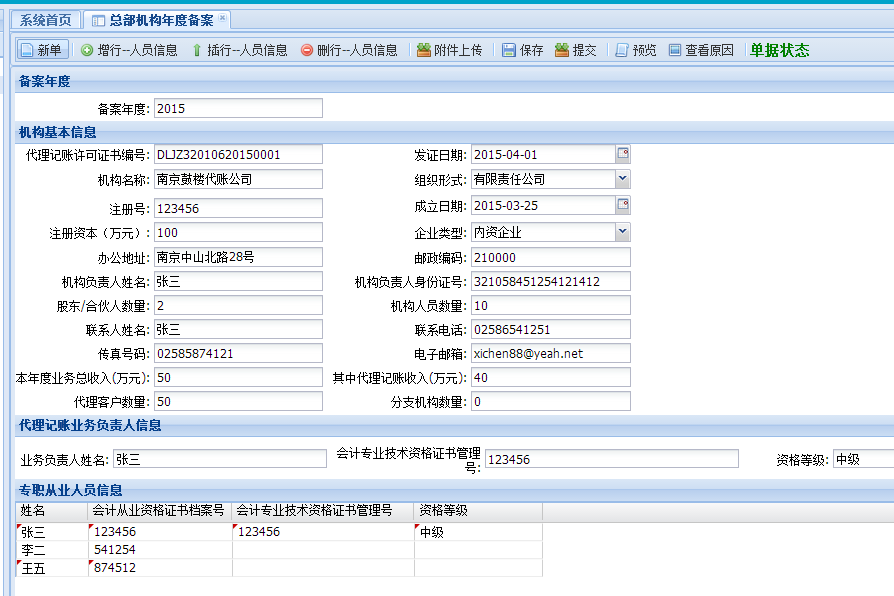 系统首页 总部机构年度备案
新单 增行--人员信息 插行--人员信息 删行--人员信息 附件上传 保存 提交 预览 查看原因 单据状态
备案年度
备案年度: 2015
机构基本信息
代理记账许可证书编号: DLJZ32010620150001 发证日期: 2015-04-01
机构名称: 南京鼓楼代账公司 组织形式: 有限责任公司
注册号: 123456 成立日期: 2015-03-25
注册资本（万元）: 100 企业类型: 内资企业
办公地址: 南京中山北路28号 邮政编码: 210000
机构负责人姓名: 张三 机构负责人身份证号: 321058451254121412
股东/合伙人数量: 2 机构人员数量: 10
联系人姓名: 张三 联系电话: 02586541251
传真号码: 02585874121 电子邮箱: xichen88@yeah.net
本年度业务总收入(万元): 50 其中代理记账收入(万元): 40
代理客户数量: 50 分支机构数量: 0
代理记账业务负责人信息
业务负责人姓名: 张三 会计专业技术资格证书管理号: 123456 资格等级: 中级
专职从业人员信息
姓名 会计从业资格证书档案号 会计专业技术资格证书管理号 资格等级
张三 123456 123456 中级
李二 541254
王五 874512